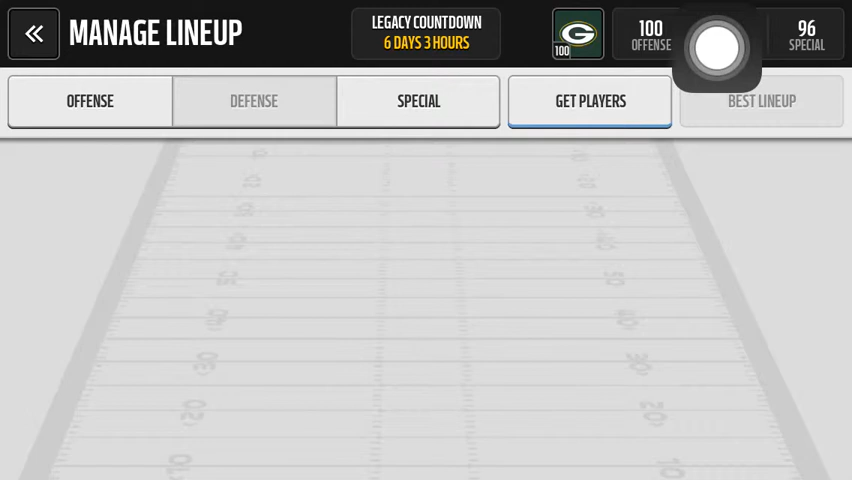 MANAGE LINEUP
LEGACY COUNTDOWN
6 DAYS 3 HOURS
G
100
100
OFFENSE
96
SPECIAL
OFFENSE
DEFENSE
SPECIAL
GET PLAYERS
BEST LINEUP